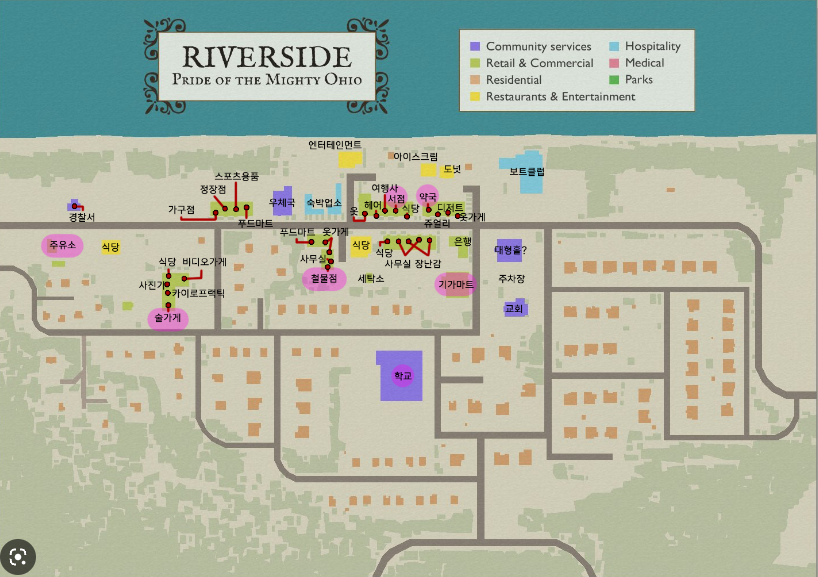 RIVERSIDE
PRIDE OF THE MIGHTY OHIO
Community services
Hospitality
Retail & Commercial
Medical
Residential
Parks
Restaurants & Entertainment
엔터테인먼트
아이스크림
도넛
보트클럽
스포츠용품
정장점
가구점
푸드마트
우체국
숙박업소
여행사
서점
약국
옷
헤어
식당
디저트
옷가게
쥬얼리
경찰서
주유소
식당
푸드마트
옷가게
사무실
철물점
식당
식당
사무실
장난감
은행
대형홀?
식당
비디오가게
사진기
카이로프랙틱
술가게
세탁소
기가마트
주차장
교회
학교